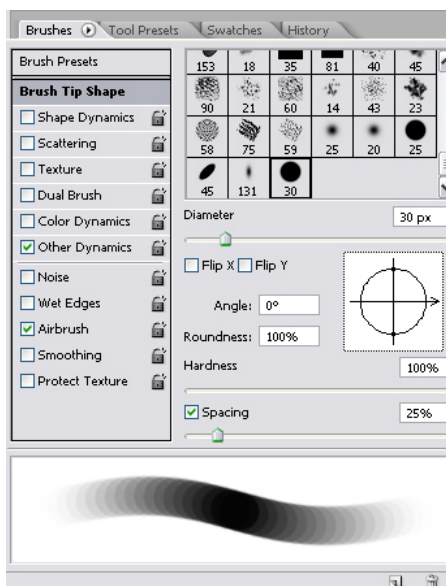 Brushes Tool Presets Swatches History
Brush Presets
Brush Tip Shape
Shape Dynamics
Scattering
Texture
Dual Brush
Color Dynamics
Other Dynamics
Noise
Wet Edges
Airbrush
Smoothing
Protect Texture
153 18 35 81 40 45
90 21 60 14 43 23
58 75 59 25 20 25
45 131 30
Diameter 30 px
Flip X Flip Y
Angle: 0°
Roundness: 100%
Hardness 100%
Spacing 25%